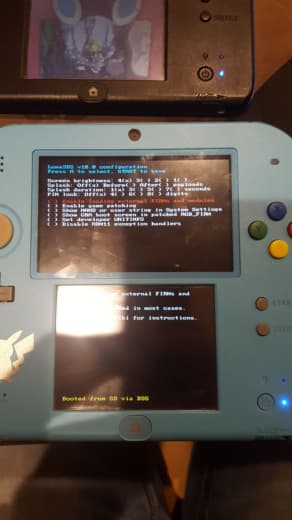 Luma3DS v10.0 configuration
Press A to select, START to save
Screen brightness: 4(x) 3( ) 2( ) 1( )
Splash: Off(x) Before( ) After( ) payloads
Splash duration: 1( ) 3( ) 5( ) 7( ) seconds
PIN lock: Off(x) 4( ) 6( ) 8( ) digits
( ) Enable loading external FIRMs and modules
( ) Enable game patching
( ) Show NAND or user string in System Settings
( ) Show GBA boot screen in patched AGB_FIRM
( ) Set developer UNITINFO
( ) Disable ARM11 exception handlers
external FIRMs and
ed in most cases.
for instructions.
Booted from SD via B9S